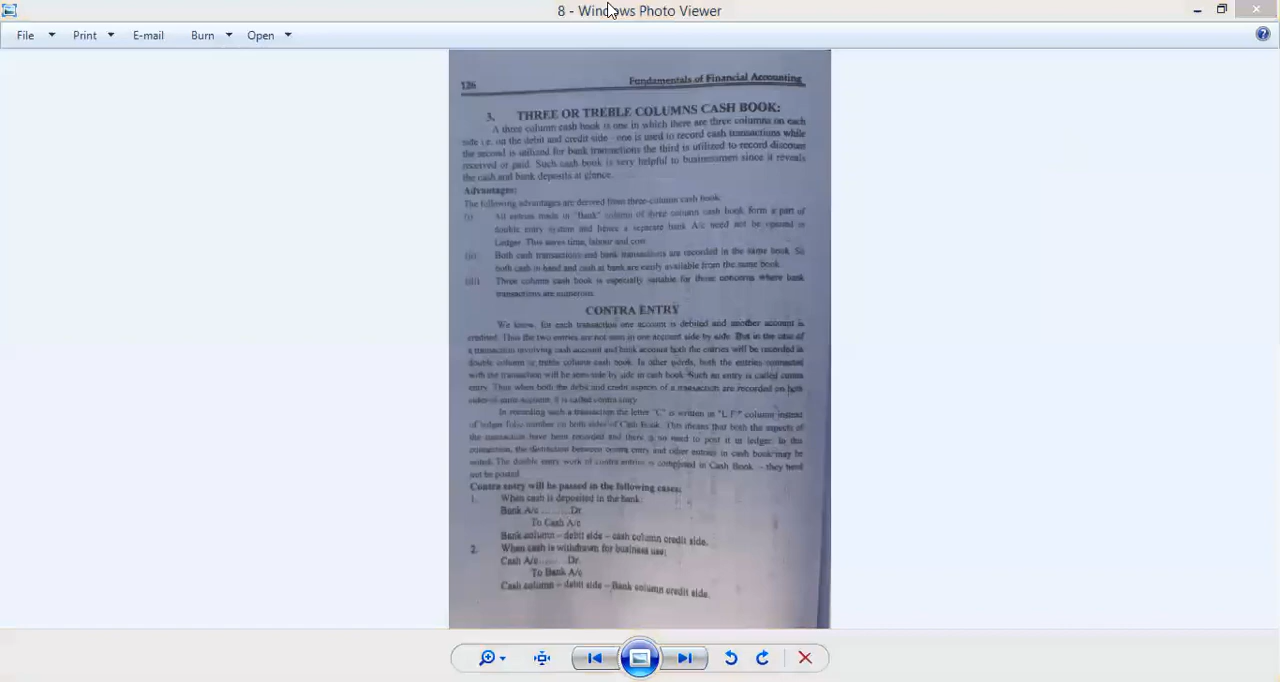 8 - Windows Photo Viewer
File Print E-mail Burn Open
126 Fundamentals of Financial Accounting
3. THREE OR TREBLE COLUMNS CASH BOOK:
A three column cash book is one in which there are three columns on each
side i.e. on the debit and credit side - one is used to record cash transactions while
the second is utilized for bank transactions the third is utilized to record discount
received or paid. Such cash book is very helpful to businessmen since it reveals
the cash and bank deposits at glance.
Advantages:
The following advantages are derived from three-column cash book:
(i) All entries made in "Bank" column of three column cash book form a part of
double entry system and hence a separate bank A/c need not be opened in
Ledger. This saves time, labour and cost.
(ii) Both cash transactions and bank transactions are recorded in the same book. So
both cash in hand and cash at bank are easily available from the same book.
(iii) Three column cash book is especially suitable for those concerns where bank
transactions are numerous.
CONTRA ENTRY
We know, for each transaction one account is debited and another account is
credited. Thus the two entries are not seen in one account side by side. But in the case of
a transaction involving cash account and bank account both the entries will be recorded in
double column or treble column cash book. In other words, both the entries connected
with the transaction will be seen side by side in cash book. Such an entry is called contra
entry. Thus when both the debit and credit aspects of a transaction are recorded on both
sides of same account, it is called contra entry.
In recording such a transaction the letter "C" is written in "L.F." column instead
of ledger folio number on both sides of Cash Book. This means that both the aspects of
the transaction have been recorded and there is no need to post it to ledger. In this
connection, the distinction between contra entry and other entries in cash book may be
noted. The double entry work of contra entries is completed in Cash Book – they need
not be posted.
Contra entry will be passed in the following cases:
1. When cash is deposited in the bank:
Bank A/c ........ Dr.
To Cash A/c
Bank column – debit side – cash column credit side.
2. When cash is withdrawn for business use:
Cash A/c ...... Dr.
To Bank A/c
Cash column – debit side – Bank column credit side.